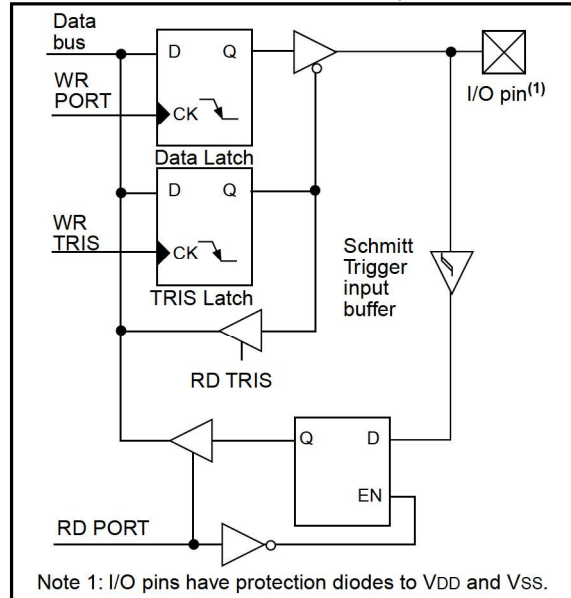 Data
bus
D
Q
WR
PORT
CK
Data Latch
I/O pin(1)
D
Q
WR
TRIS
CK
TRIS Latch
Schmitt
Trigger
input
buffer
RD TRIS
Q
D
EN
RD PORT
Note 1: I/O pins have protection diodes to VDD and VSS.